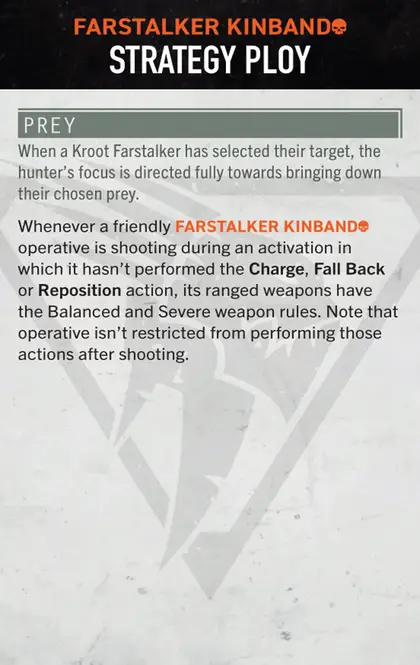 FARSTALKER KINBAND
STRATEGY PLOY
PREY
When a Kroot Farstalker has selected their target, the
hunter's focus is directed fully towards bringing down
their chosen prey.
Whenever a friendly FARSTALKER KINBAND
operative is shooting during an activation in
which it hasn't performed the Charge, Fall Back
or Reposition action, its ranged weapons have
the Balanced and Severe weapon rules. Note that
operative isn't restricted from performing those
actions after shooting.